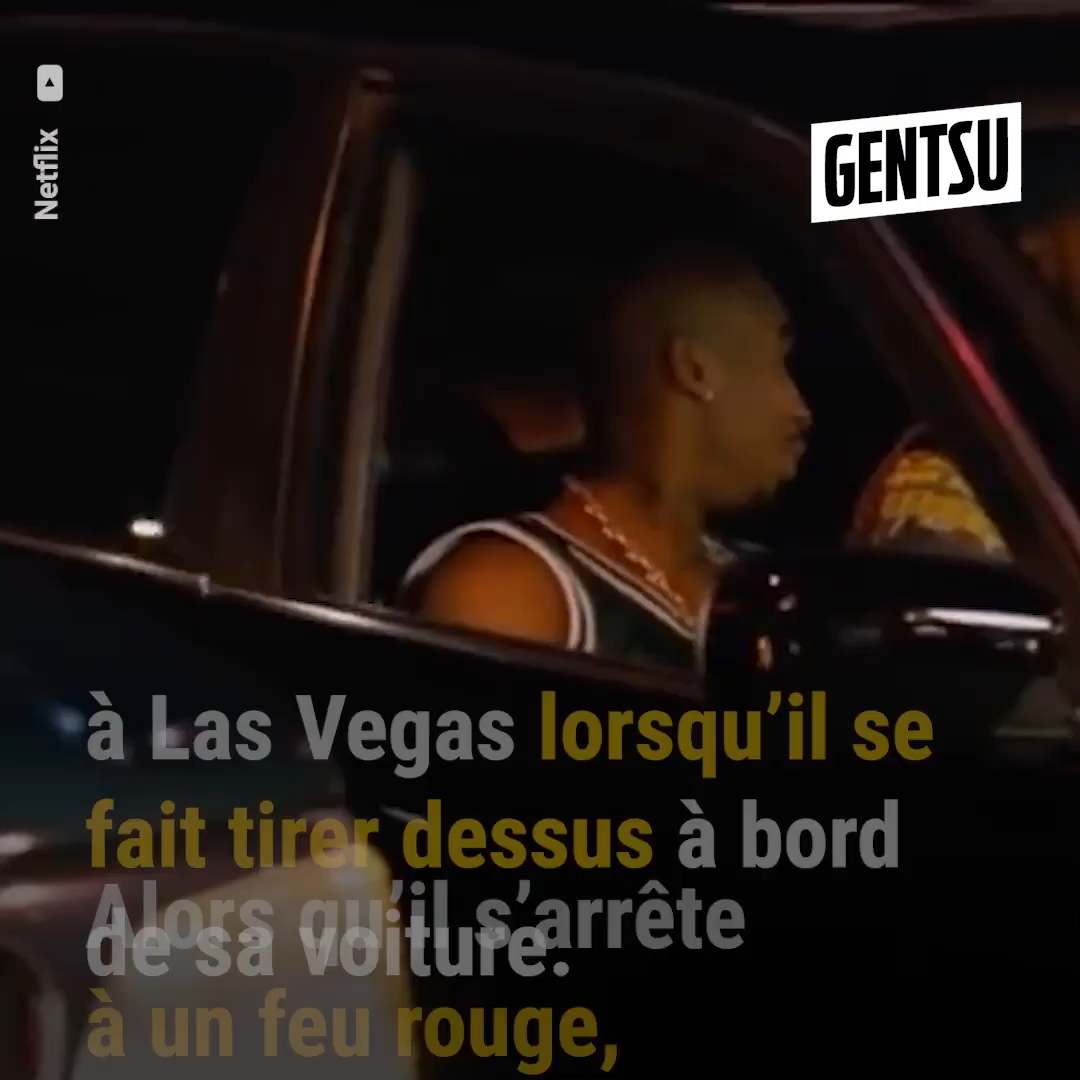 Netflix
GENTSU
à Las Vegas lorsqu’il se
fait tirer dessus à bord
de sa voiture.
Alors qu’il s’arrête
à un feu rouge,